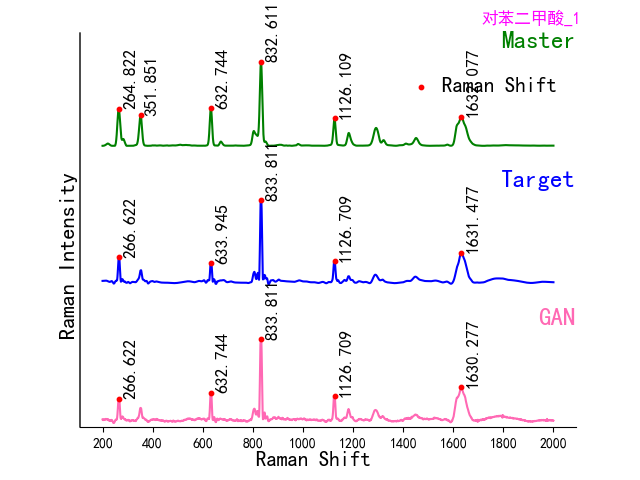 对苯二甲酸_1
Master
264.822
351.851
632.744
832.611
1126.109
Raman Shift
Target
266.622
633.945
833.811
1126.709
1631.477
GAN
266.622
632.744
833.811
1126.709
1630.277
Raman Intensity
200 400 600 800 1000 1200 1400 1600 1800 2000
Raman Shift